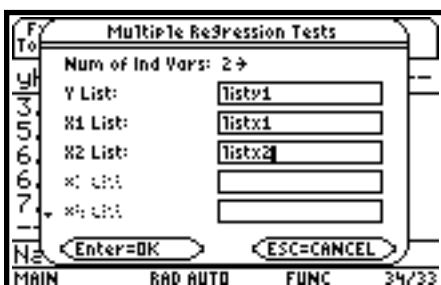 Multiple Regression Tests
Num of Ind Vars: 2→
Y List: listy1
X1 List: listx1
X2 List: listx2
Enter=OK ESC=CANCEL
MAIN RAD AUTO FUNC 34/33